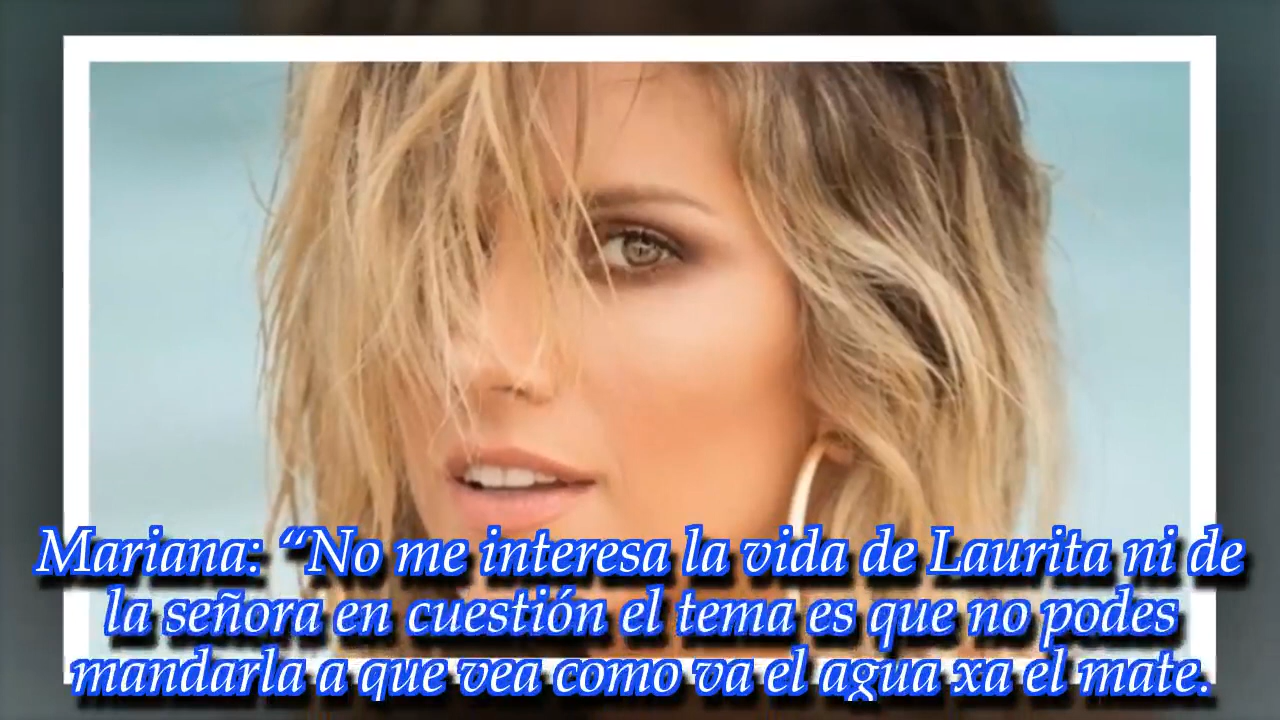 Mariana: “No me interesa la vida de Laurita ni de
la señora en cuestión el tema es que no podes
mandarla a que vea como va el agua xa el mate.